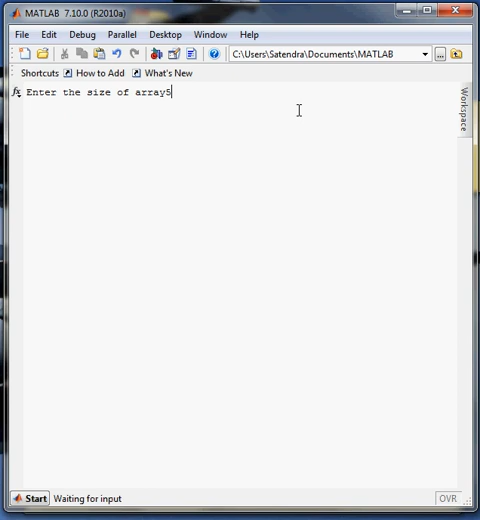 MATLAB 7.10.0 (R2010a)
File Edit Debug Parallel Desktop Window Help
C:\Users\Satendra\Documents\MATLAB ...
Shortcuts How to Add What's New
fx Enter the size of array5
Workspace
Start Waiting for input OVR